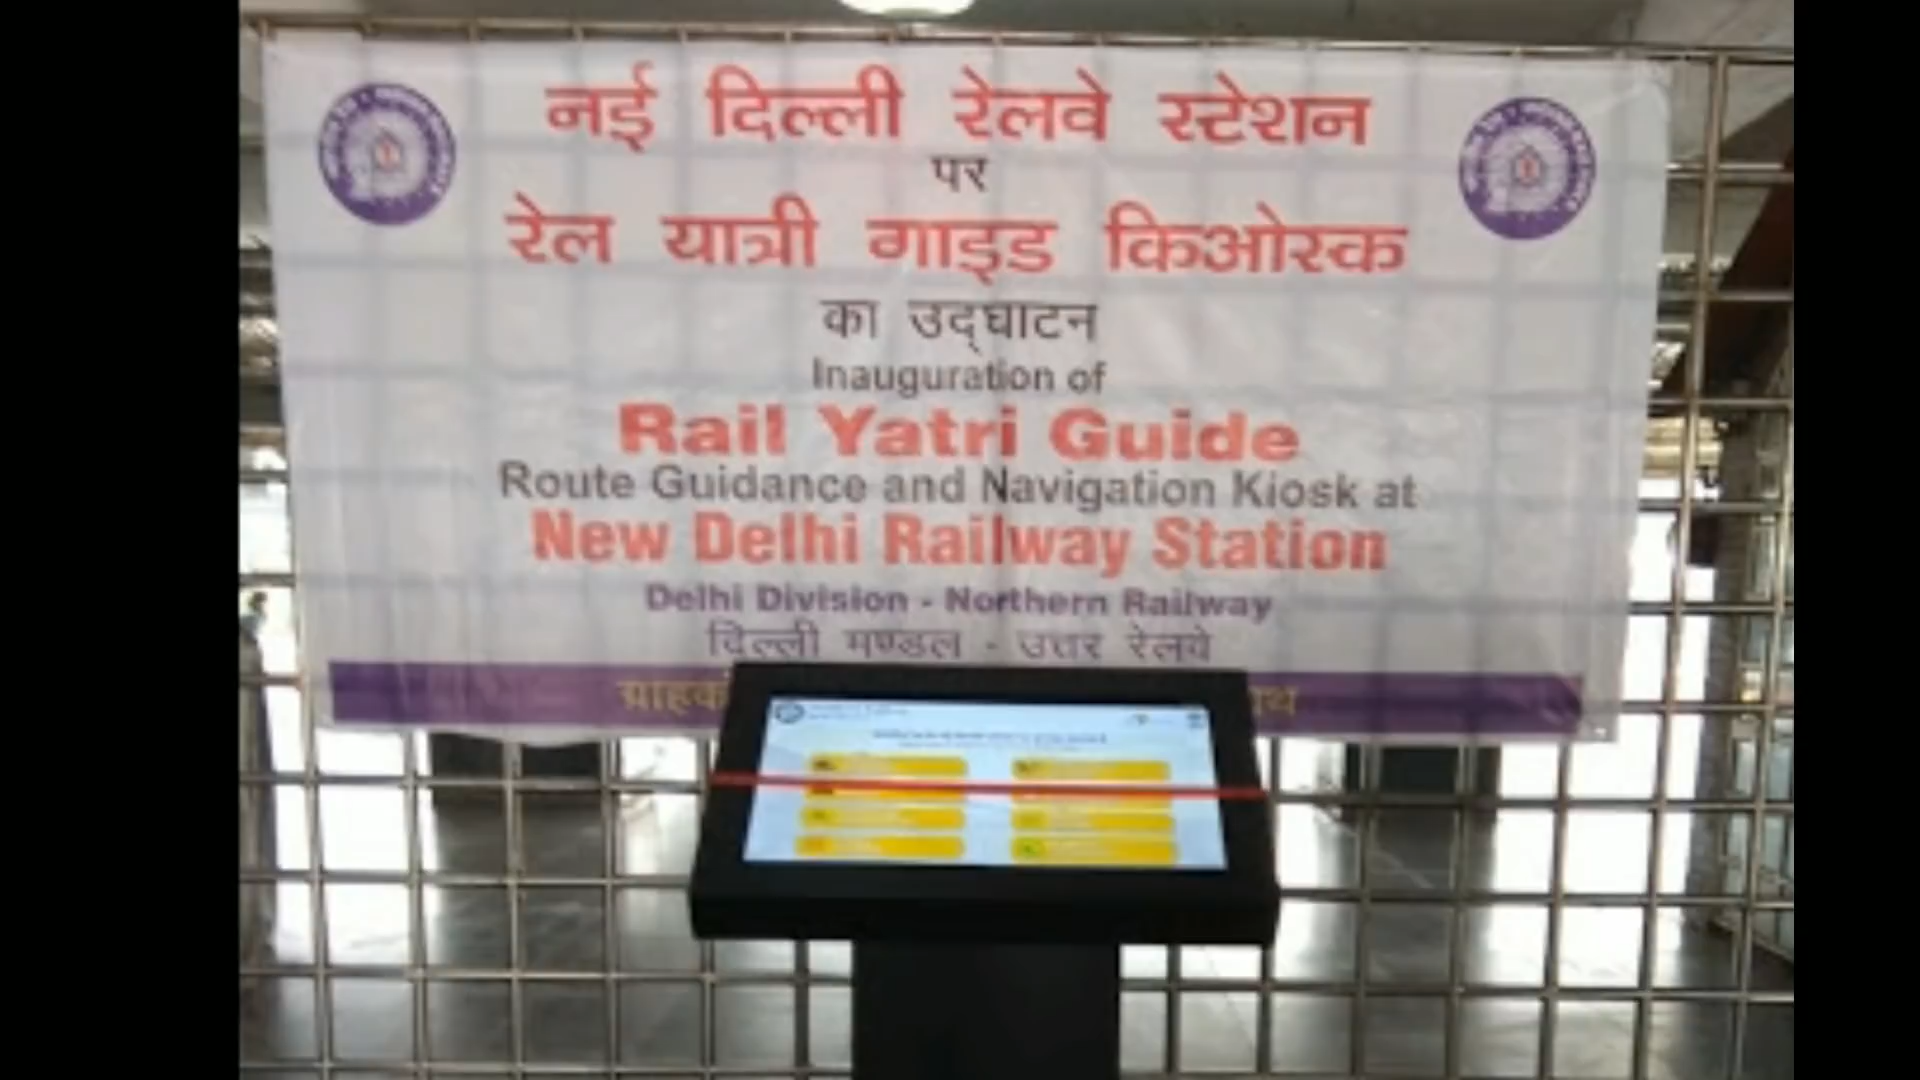 नई दिल्ली रेलवे स्टेशन
पर
रेल यात्री गाइड किओस्क
का उद्घाटन
Inauguration of
Rail Yatri Guide
Route Guidance and Navigation Kiosk at
New Delhi Railway Station
Delhi Division - Northern Railway
दिल्ली मण्डल - उत्तर रेलवे